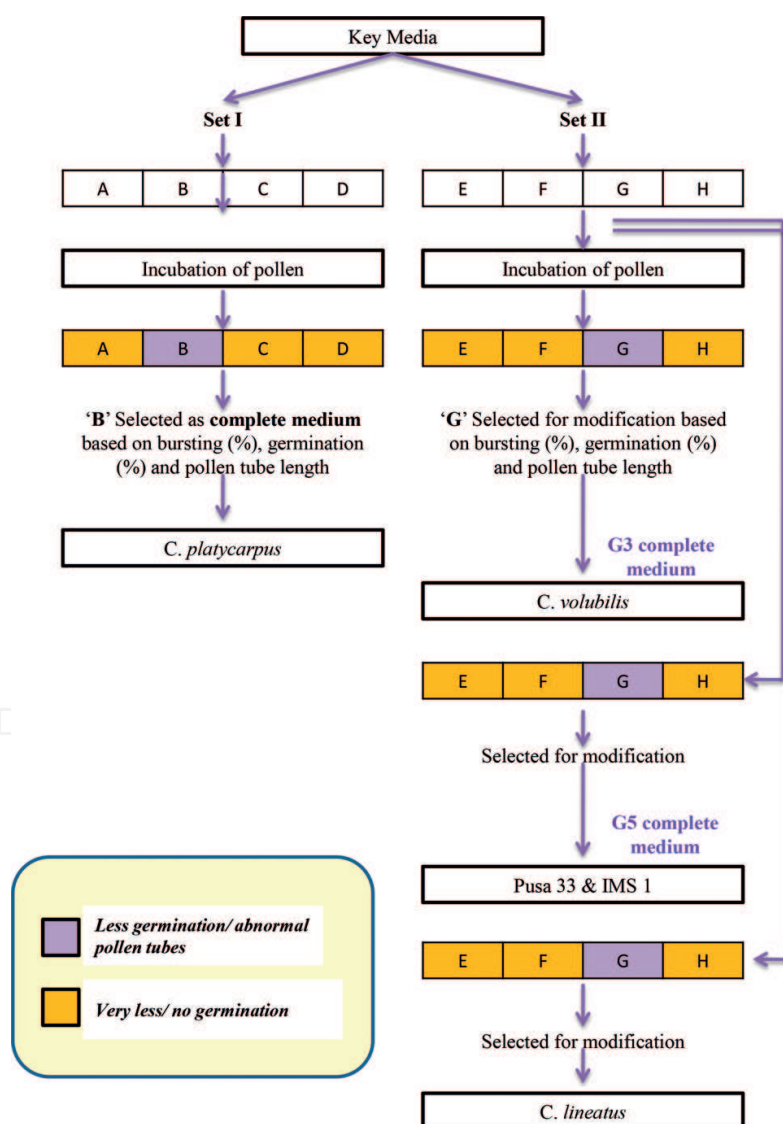 Key Media
Set I
Set II
A B C D
E F G H
Incubation of pollen
Incubation of pollen
A B C D
E F G H
‘B’ Selected as complete medium
based on bursting (%), germination
(%) and pollen tube length
‘G’ Selected for modification based
on bursting (%), germination (%)
and pollen tube length
C. platycarpus
G3 complete
medium
C. volubilis
E F G H
Selected for modification
G5 complete
medium
Pusa 33 & IMS 1
Less germination/ abnormal
pollen tubes
Very less/ no germination
E F G H
Selected for modification
C. lineatus